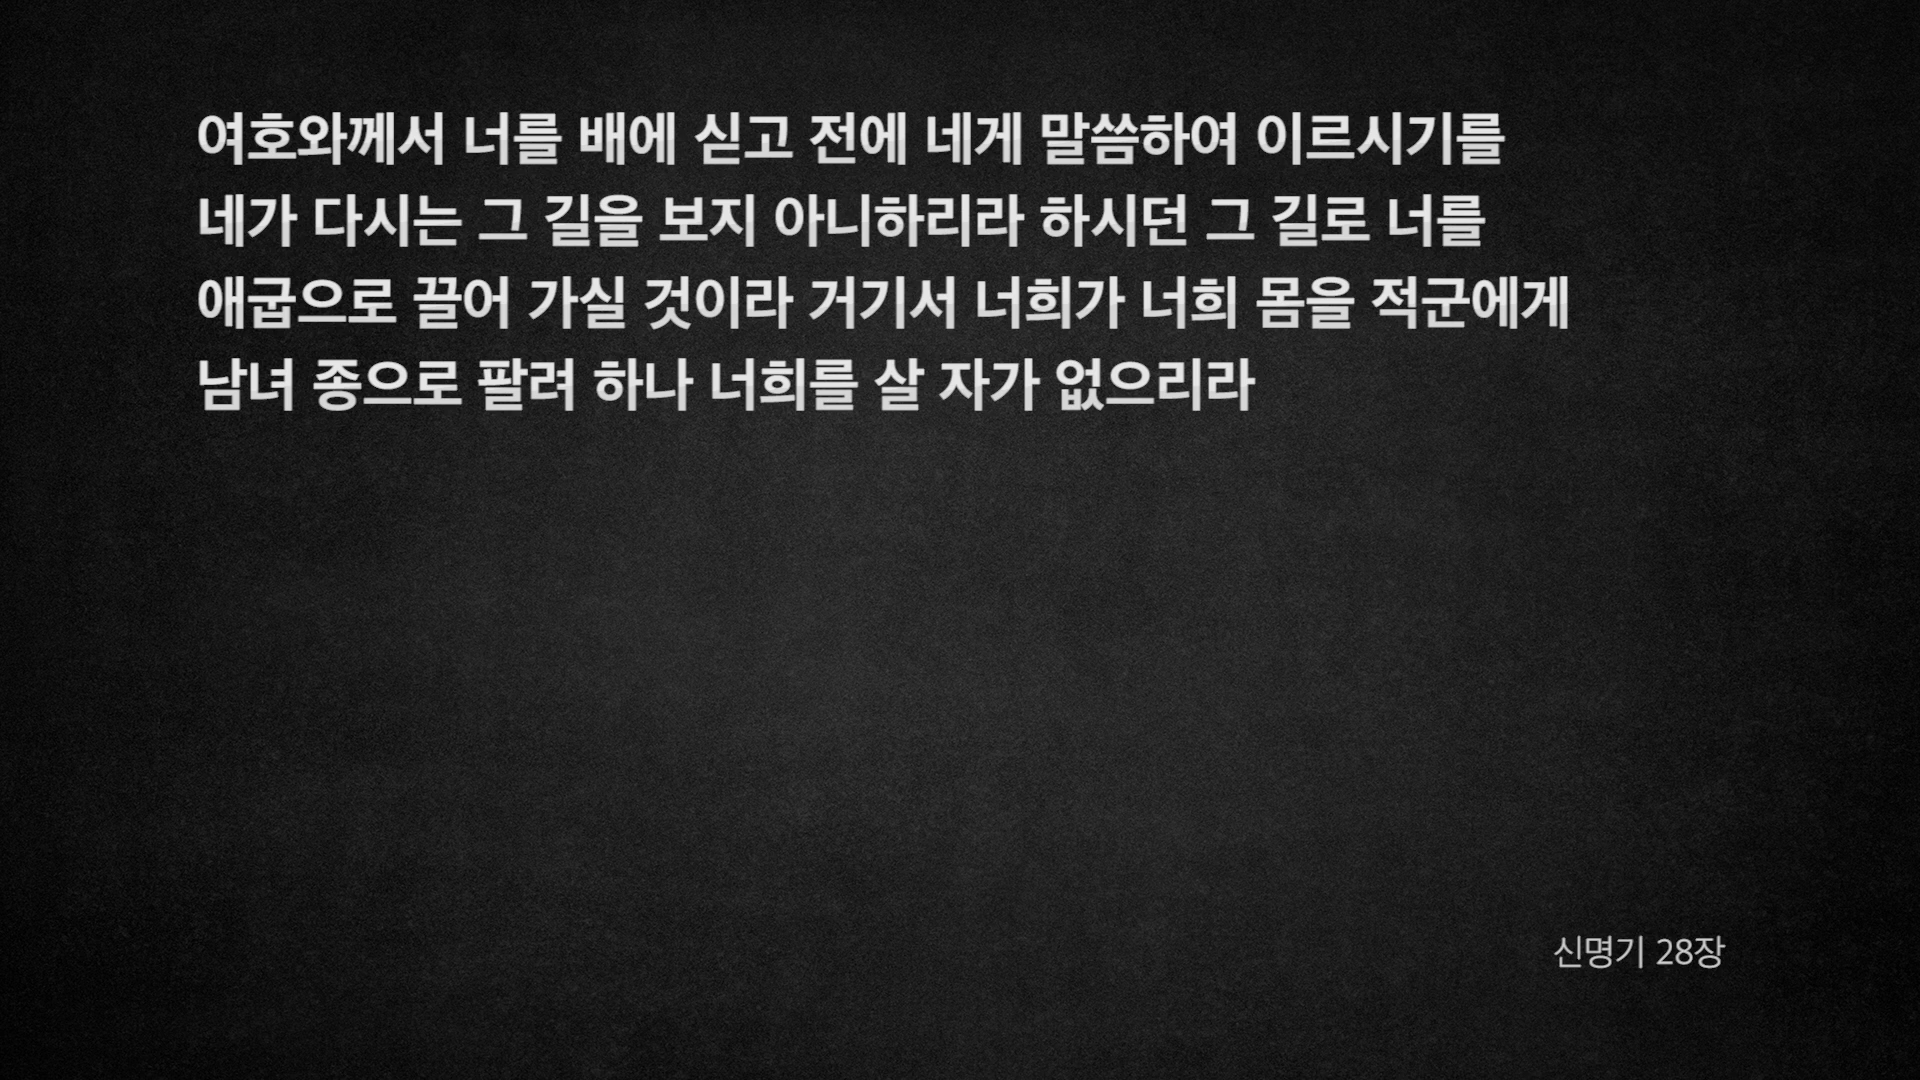 여호와께서 너를 배에 싣고 전에 네게 말씀하여 이르시기를
네가 다시는 그 길을 보지 아니하리라 하시던 그 길로 너를
애굽으로 끌어 가실 것이라 거기서 너희가 너희 몸을 적군에게
남녀 종으로 팔려 하나 너희를 살 자가 없으리라
신명기 28장